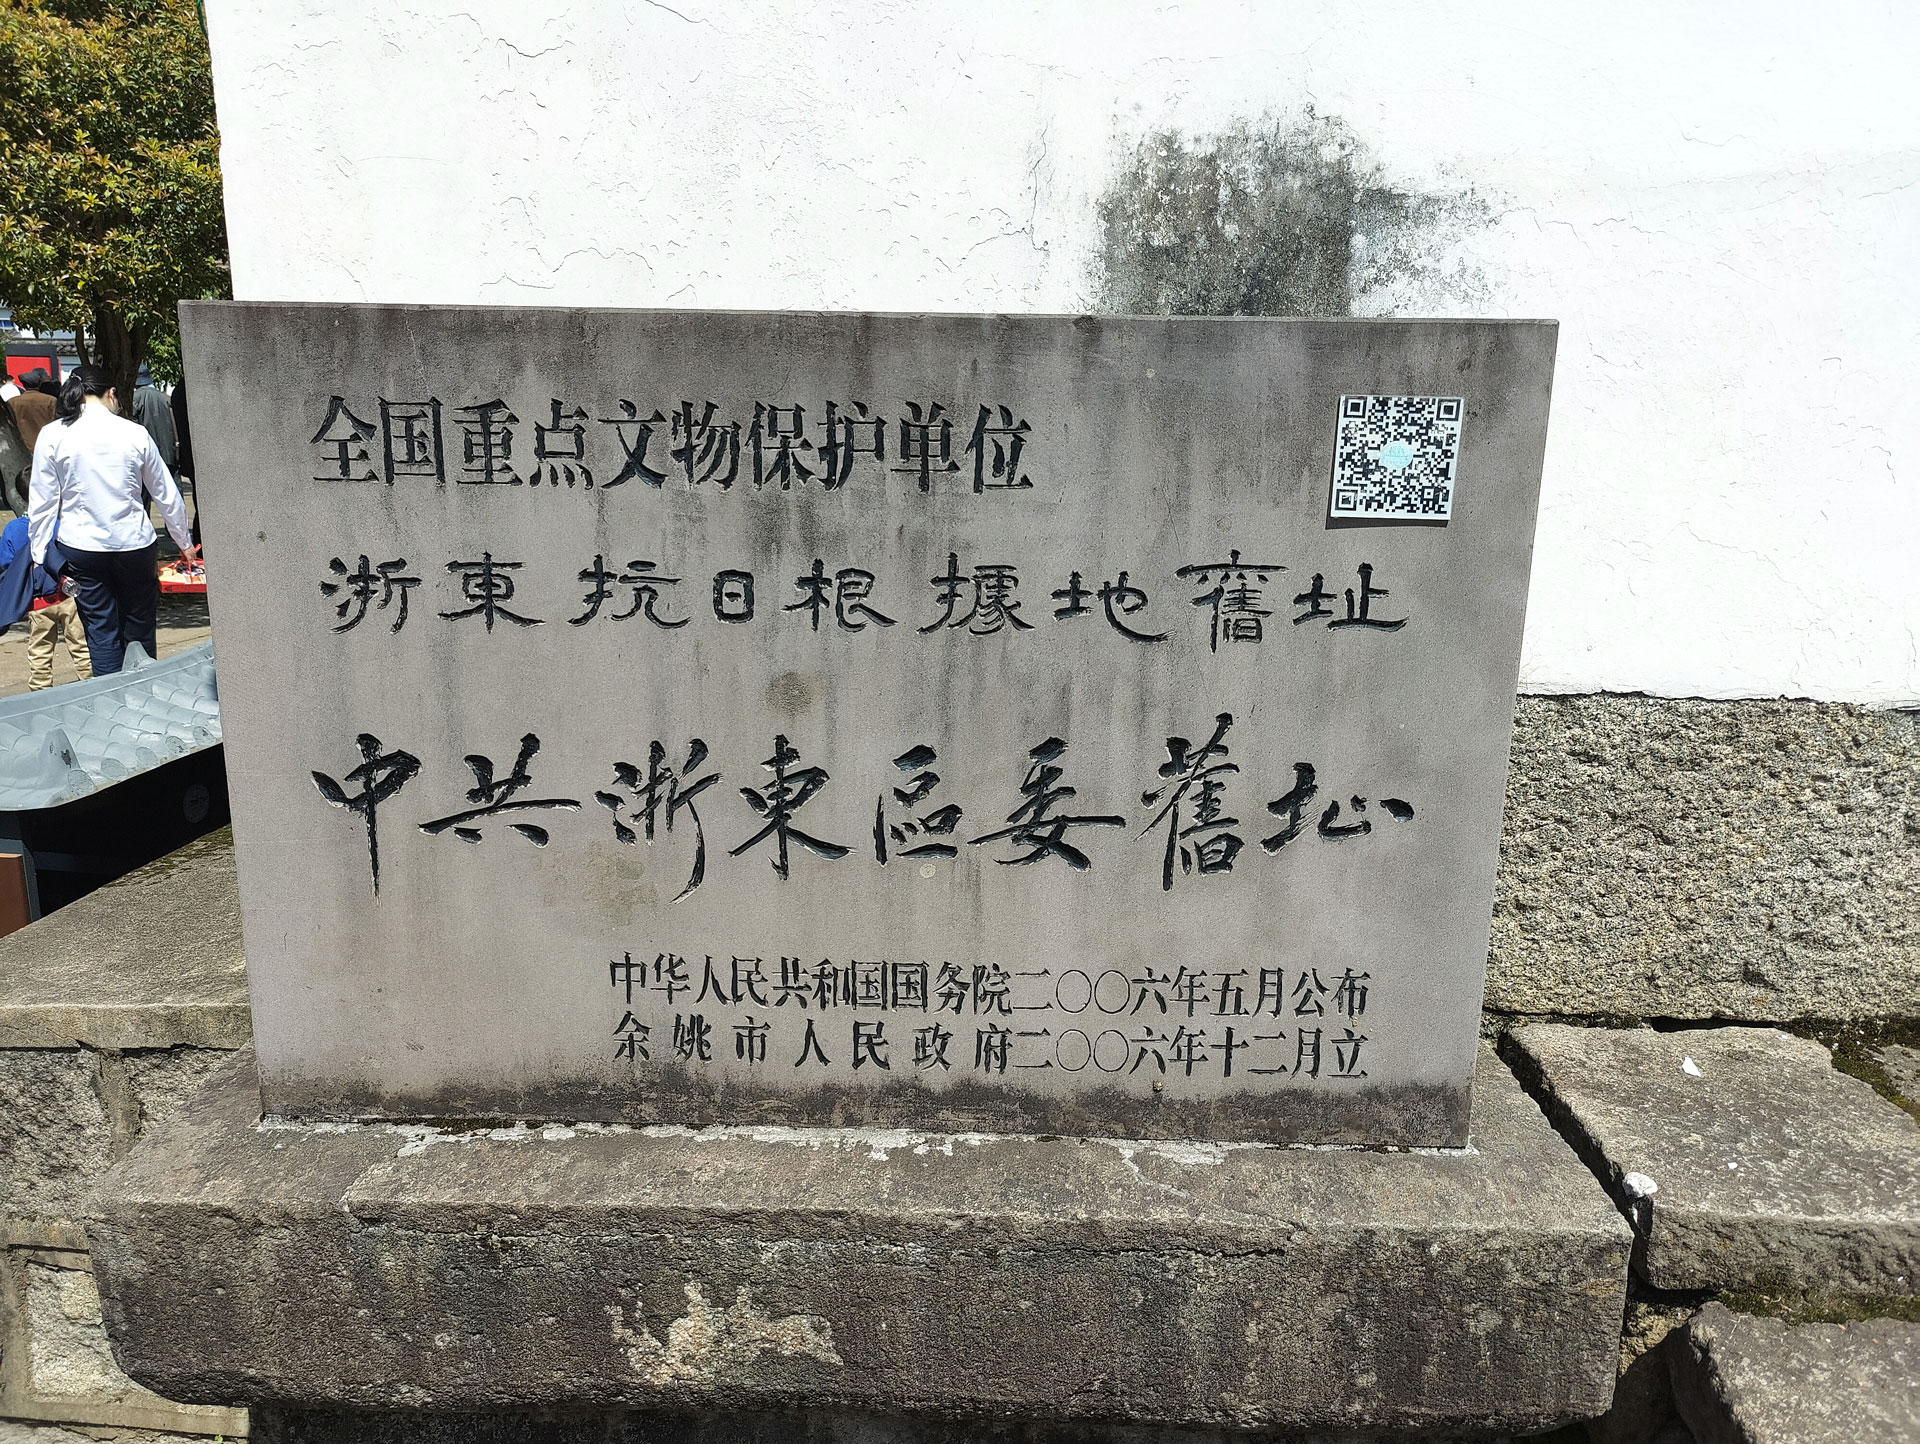 全国重点文物保护单位
浙東抗日根據地舊址
中共浙東區委舊址
中华人民共和国国务院二〇〇六年五月公布
余姚市人民政府二〇〇六年十二月立